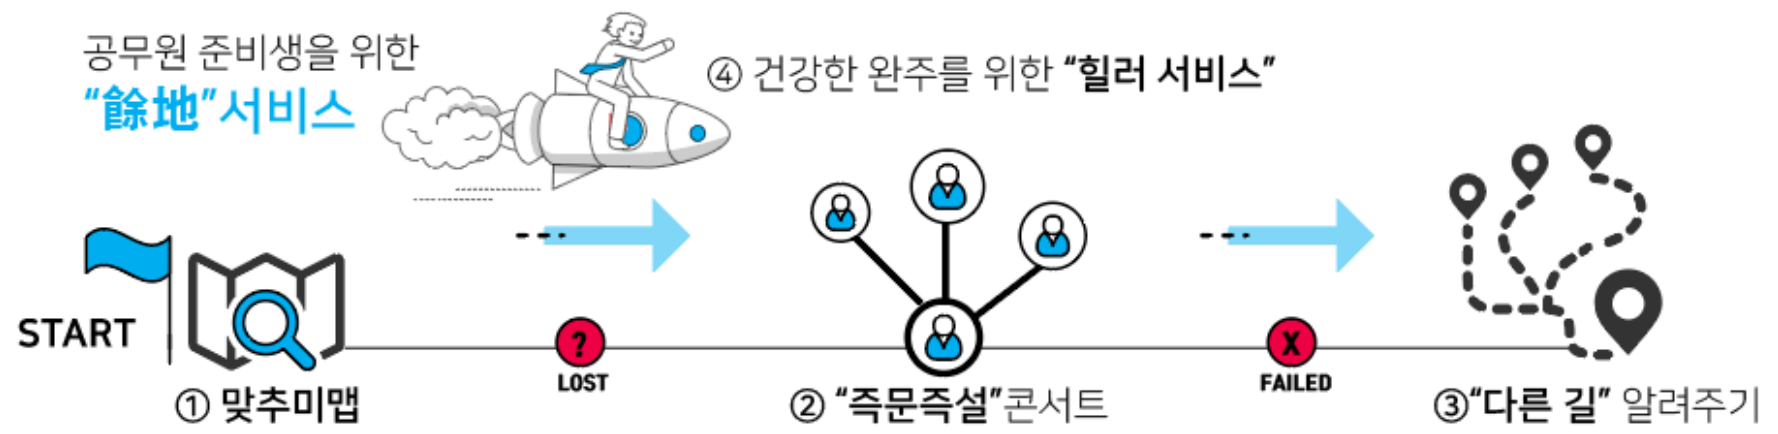 공무원 준비생을 위한
“餘地”서비스
④ 건강한 완주를 위한 “힐러 서비스”
START
?
LOST
X
FAILED
① 맞추미맵
② “즉문즉설”콘서트
③“다른 길” 알려주기